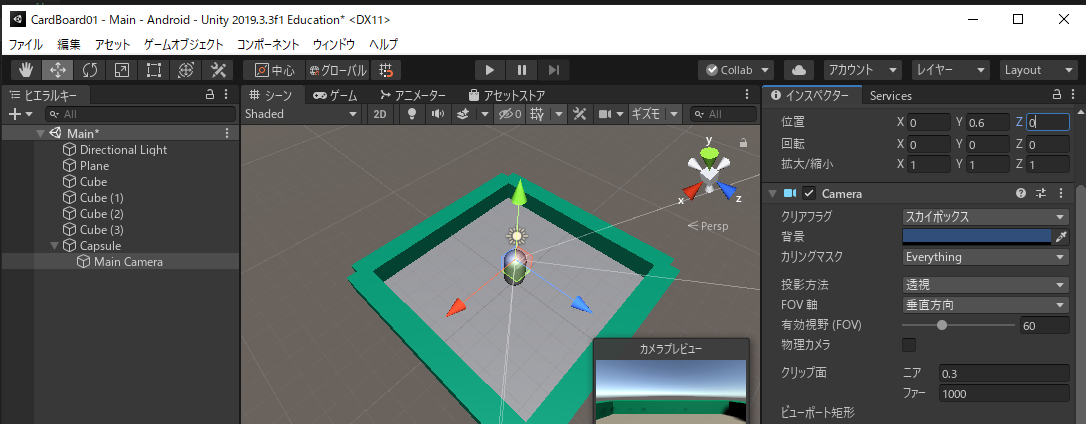 CardBoard01 - Main - Android - Unity 2019.3.3f1 Education* <DX11>
ファイル 編集 アセット ゲームオブジェクト コンポーネント ウィンドウ ヘルプ
中心 グローバル Collab アカウント レイヤー Layout
ヒエラルキー シーン ゲーム アニメーター アセットストア インスペクター Services
All Shaded 2D 0 ギズモ All
位置 X 0 Y 0.6 Z 0
回転 X 0 Y 0 Z 0
拡大/縮小 X 1 Y 1 Z 1
Main*
Directional Light
Plane
Cube
Cube (1)
Cube (2)
Cube (3)
Capsule
Main Camera
y
x
z
Persp
カメラプレビュー
Camera
クリアフラグ スカイボックス
背景
カリングマスク Everything
投影方法 透視
FOV 軸 垂直方向
有効視野 (FOV) 60
物理カメラ
クリップ面 ニア 0.3
ファー 1000
ビューポート矩形